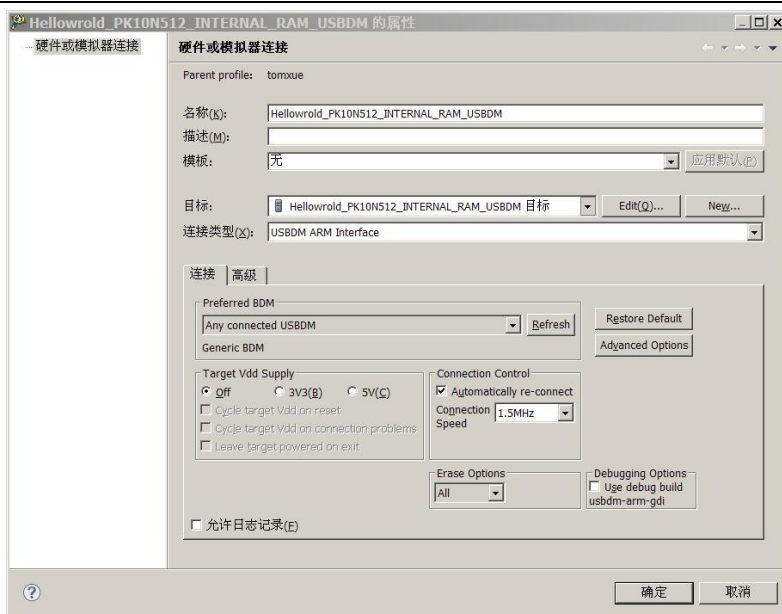 Hellowrold_PK10N512_INTERNAL_RAM_USBDM 的属性
硬件或模拟器连接
硬件或模拟器连接
Parent profile: tomxue
名称(K): Hellowrold_PK10N512_INTERNAL_RAM_USBDM
描述(M):
模板: 无 应用默认(P)
目标: Hellowrold_PK10N512_INTERNAL_RAM_USBDM 目标 Edit(Q)... New...
连接类型(X): USBDM ARM Interface
连接 高级
Preferred BDM
Any connected USBDM Refresh
Generic BDM
Restore Default
Advanced Options
Target Vdd Supply
Off 3V3(B) 5V(C)
Cycle target Vdd on reset
Cycle target Vdd on connection problems
Leave target powered on exit
Connection Control
Automatically re-connect
Connection Speed 1.5MHz
Erase Options
All
Debugging Options
Use debug build
usbdm-arm-gdi
允许日志记录(F)
? 确定 取消